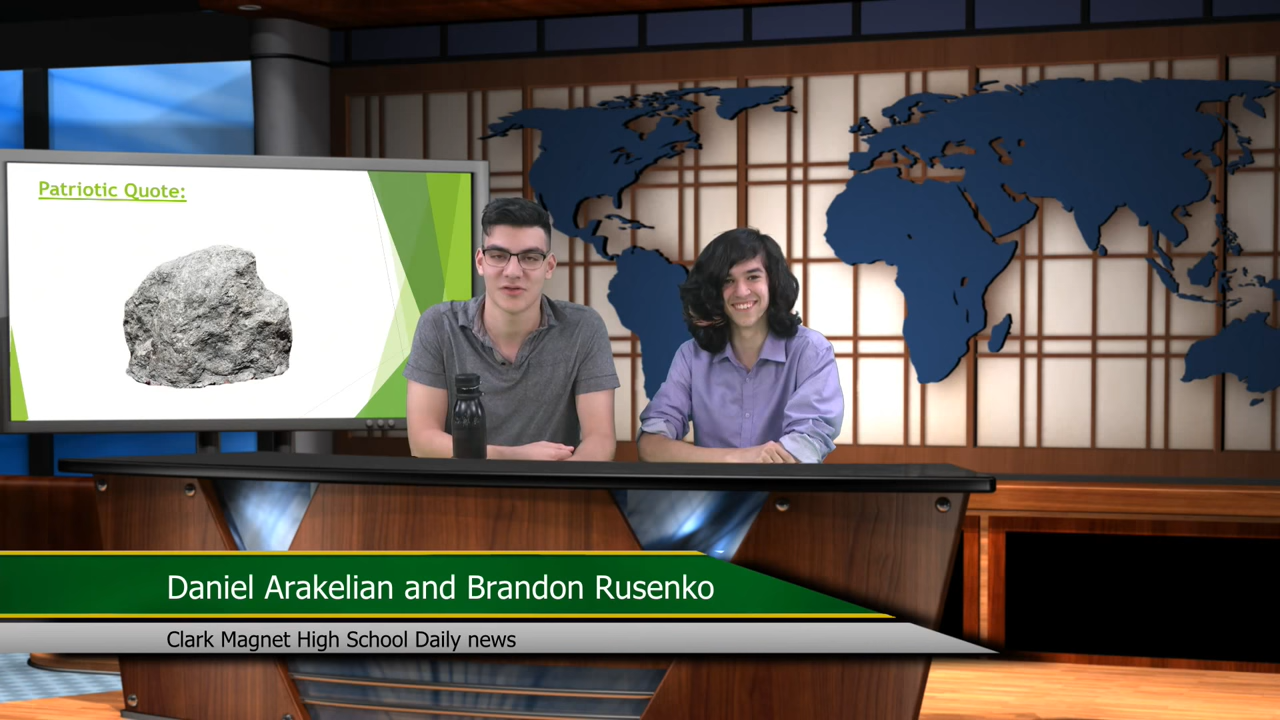 Patriotic Quote:
Daniel Arakelian and Brandon Rusenko
Clark Magnet High School Daily news